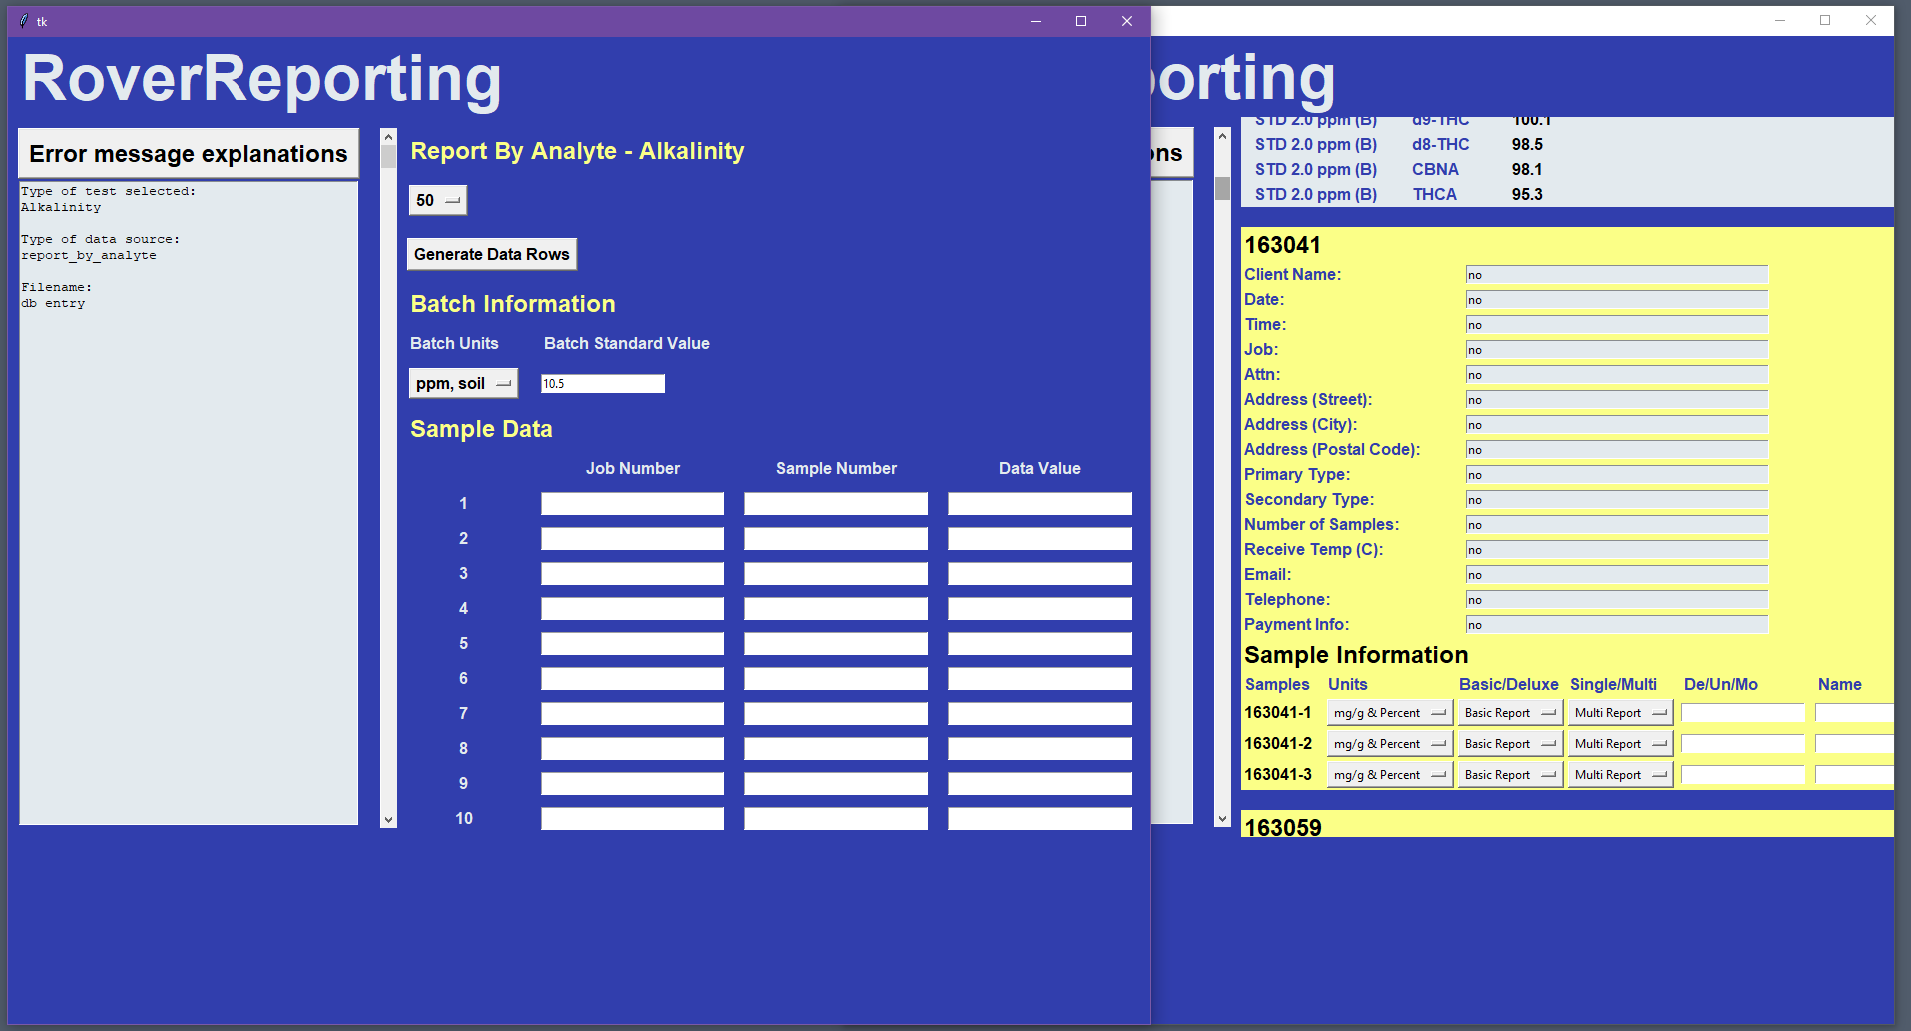 tk
RoverReporting
Error message explanations
Type of test selected:
Alkalinity
Type of data source:
report_by_analyte
Filename:
db entry
Report By Analyte - Alkalinity
50
Generate Data Rows
Batch Information
Batch Units Batch Standard Value
ppm, soil 10.5
Sample Data
Job Number Sample Number Data Value
1
2
3
4
5
6
7
8
9
10
porting
ons
STD 2.0 ppm (B) d9-THC 100.1
STD 2.0 ppm (B) d8-THC 98.5
STD 2.0 ppm (B) CBNA 98.1
STD 2.0 ppm (B) THCA 95.3
163041
Client Name: no
Date: no
Time: no
Job: no
Attn: no
Address (Street): no
Address (City): no
Address (Postal Code): no
Primary Type: no
Secondary Type: no
Number of Samples: no
Receive Temp (C): no
Email: no
Telephone: no
Payment Info: no
Sample Information
Samples Units Basic/Deluxe Single/Multi De/Un/Mo Name
163041-1 mg/g & Percent Basic Report Multi Report
163041-2 mg/g & Percent Basic Report Multi Report
163041-3 mg/g & Percent Basic Report Multi Report
163059